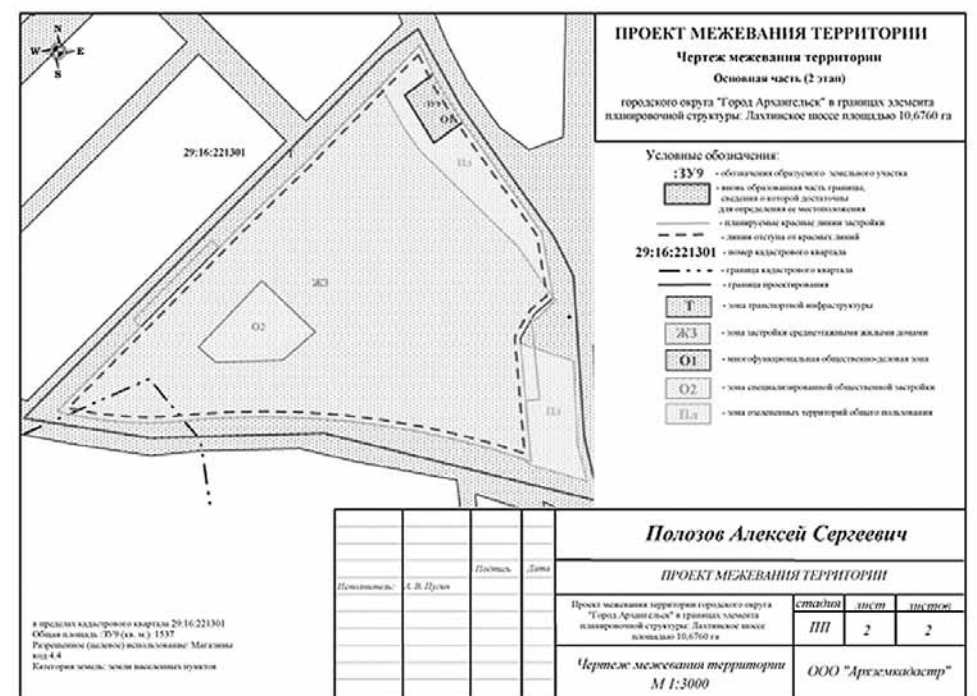 N
W E
S
29:16:221301
Т
:ЗУ9
О1
Пл
ЖЗ
О2
Пл
ПРОЕКТ МЕЖЕВАНИЯ ТЕРРИТОРИИ
Чертеж межевания территории
Основная часть (2 этап)
городского округа "Город Архангельск" в границах элемента
планировочной структуры: Лахтинское шоссе площадью 10,6760 га
Условные обозначения:
:ЗУ9 - обозначения образуемого земельного участка
- вновь образованная часть границы,
сведения о которой достаточны
для определения ее местоположения
- планируемые красные линии застройки
- линии отступа от красных линий
29:16:221301 - номер кадастрового квартала
- граница кадастрового квартала
- граница проектирования
Т - зона транспортной инфраструктуры
ЖЗ - зона застройки среднеэтажными жилыми домами
О1 - многофункциональная общественно-деловая зона
О2 - зона специализированной общественной застройки
Пл - зона озелененных территорий общего пользования
в пределах кадастрового квартала 29:16:221301
Общая площадь :ЗУ9 (кв. м.): 1537
Разрешенное (целевое) использование: Магазины
код 4.4
Категория земель: земли населенных пунктов
Подпись Дата
Исполнитель: А. В. Пугин
Полозов Алексей Сергеевич
ПРОЕКТ МЕЖЕВАНИЯ ТЕРРИТОРИИ
Проект межевания территории городского округа
"Город Архангельск" в границах элемента
планировочной структуры: Лахтинское шоссе
площадью 10,6760 га
стадия лист листов
ПП 2 2
Чертеж межевания территории
М 1:3000
ООО "Архземкадастр"